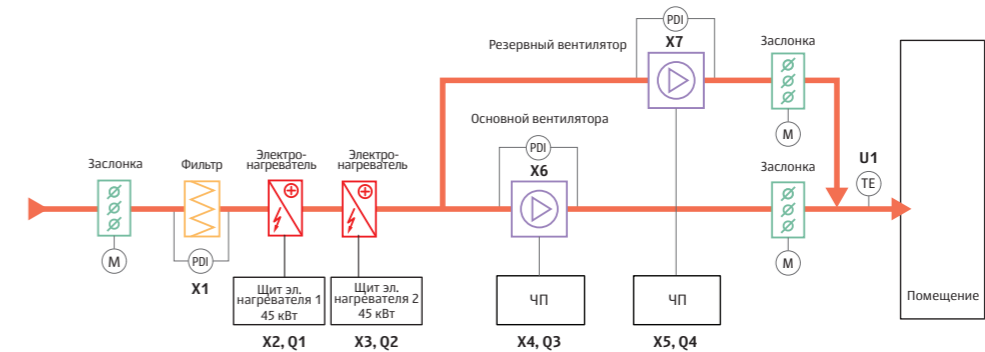 PDI
X7
Резервный вентилятор
Заслонка
M
Основной вентилятора
PDI
X6
Заслонка
M
Фильтр
PDI
X1
Электро-
нагреватель
Электро-
нагреватель
Заслонка
M
U1
TE
Щит эл.
нагревателя 1
45 кВт
X2, Q1
Щит эл.
нагревателя 2
45 кВт
X3, Q2
ЧП
X4, Q3
ЧП
X5, Q4
Помещение